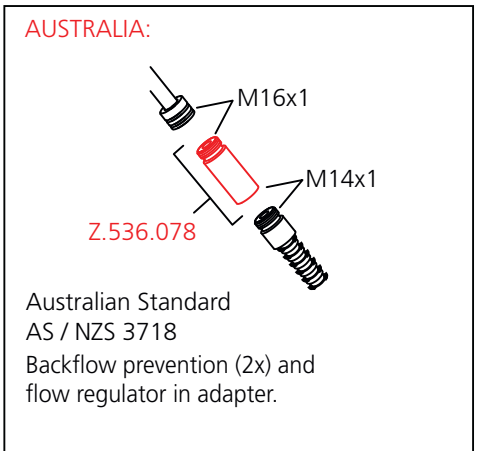 AUSTRALIA:
M16x1
M14x1
Z.536.078
Australian Standard
AS / NZS 3718
Backflow prevention (2x) and
flow regulator in adapter.